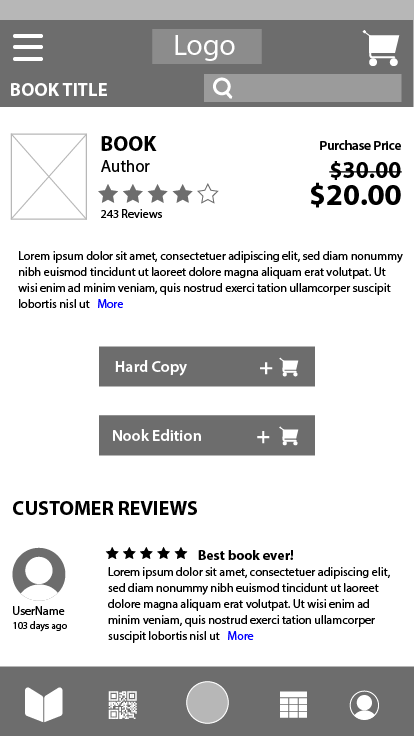 Logo
BOOK TITLE
BOOK
Author
243 Reviews
Purchase Price
$30.00
$20.00
Lorem ipsum dolor sit amet, consectetuer adipiscing elit, sed diam nonummy
nibh euismod tincidunt ut laoreet dolore magna aliquam erat volutpat. Ut
wisi enim ad minim veniam, quis nostrud exerci tation ullamcorper suscipit
lobortis nisl ut More
Hard Copy +
Nook Edition +
CUSTOMER REVIEWS
Best book ever!
Lorem ipsum dolor sit amet, consectetuer adipiscing elit,
sed diam nonummy nibh euismod tincidunt ut laoreet
dolore magna aliquam erat volutpat. Ut wisi enim ad
minim veniam, quis nostrud exerci tation ullamcorper
suscipit lobortis nisl ut More
UserName
103 days ago